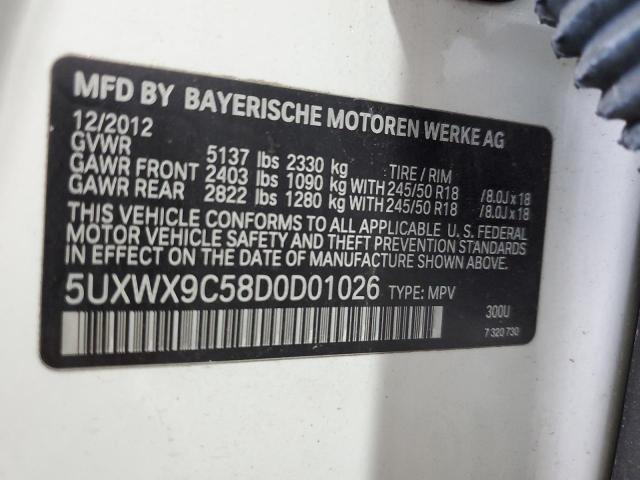 MFD BY BAYERISCHE MOTOREN WERKE AG
12/2012
GVWR 5137 lbs 2330 kg TIRE / RIM
GAWR FRONT 2403 lbs 1090 kg WITH 245/50 R18 /8.0J x 18
GAWR REAR 2822 lbs 1280 kg WITH 245/50 R18 /8.0J x 18
THIS VEHICLE CONFORMS TO ALL APPLICABLE U. S. FEDERAL
MOTOR VEHICLE SAFETY AND THEFT PREVENTION STANDARDS
IN EFFECT ON THE DATE OF MANUFACTURE SHOWN ABOVE.
5UXWX9C58D0D01026 TYPE: MPV
300U
7 320 730